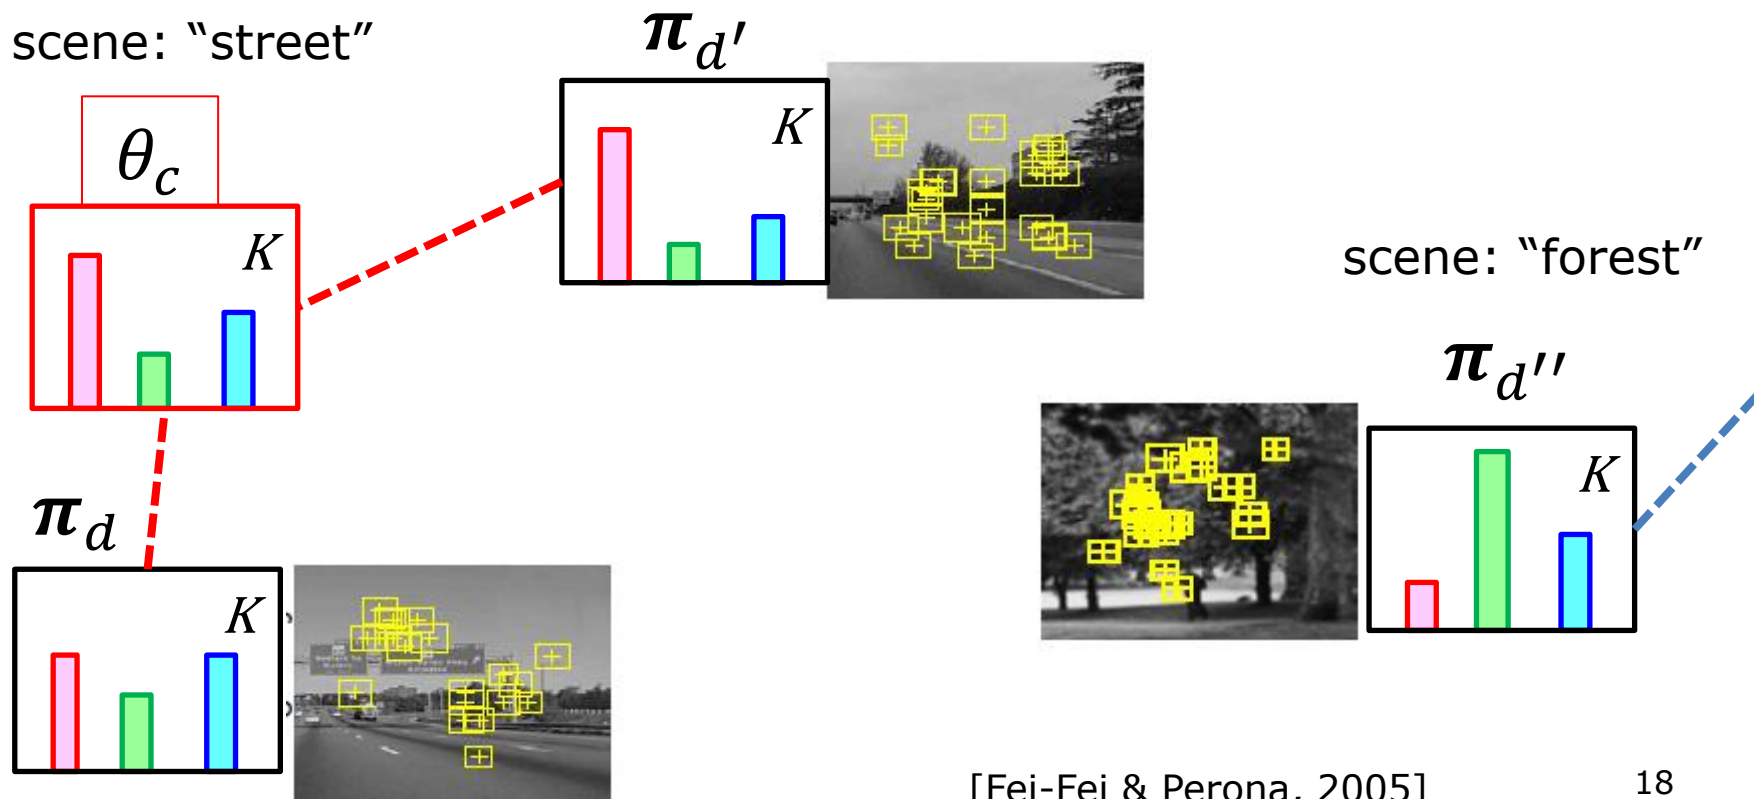 scene: “street”
π_d′
θ_c
K
K
scene: “forest”
π_d′′
K
π_d
K
[Fei-Fei & Perona, 2005]
18